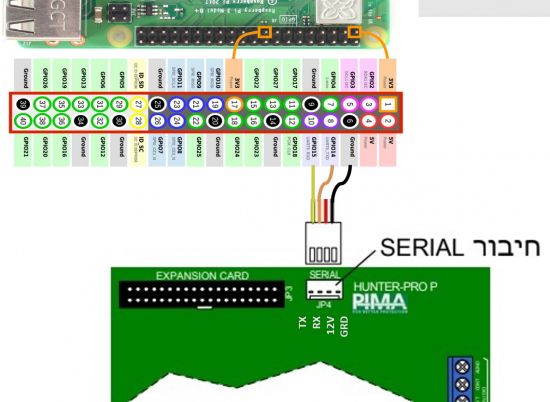 Raspberry Pi 3 Model B+
© Raspberry Pi 2017
GPIO
Ground
GPIO26
GPIO19
GPIO13
GPIO6
GPIO5
ID_SD
Ground
GPIO11
GPIO9
GPIO10
3V3
GPIO22
GPIO27
GPIO17
Ground
GPIO4
GPIO3
GPIO2
3V3
39 37 35 33 31 29 27 25 23 21 19 17 15 13 11 9 7 5 3 1
40 38 36 34 32 30 28 26 24 22 20 18 16 14 12 10 8 6 4 2
GPIO21
GPIO20
GPIO16
Ground
GPIO12
Ground
ID_SC
GPIO7
GPIO8
GPIO25
Ground
GPIO24
GPIO23
Ground
GPIO18
GPIO15
GPIO14
Ground
5V
5V
חיבור SERIAL
EXPANSION CARD
JP3
SERIAL
JP4
HUNTER-PRO P
PIMA
TX
RX
12V
GRD